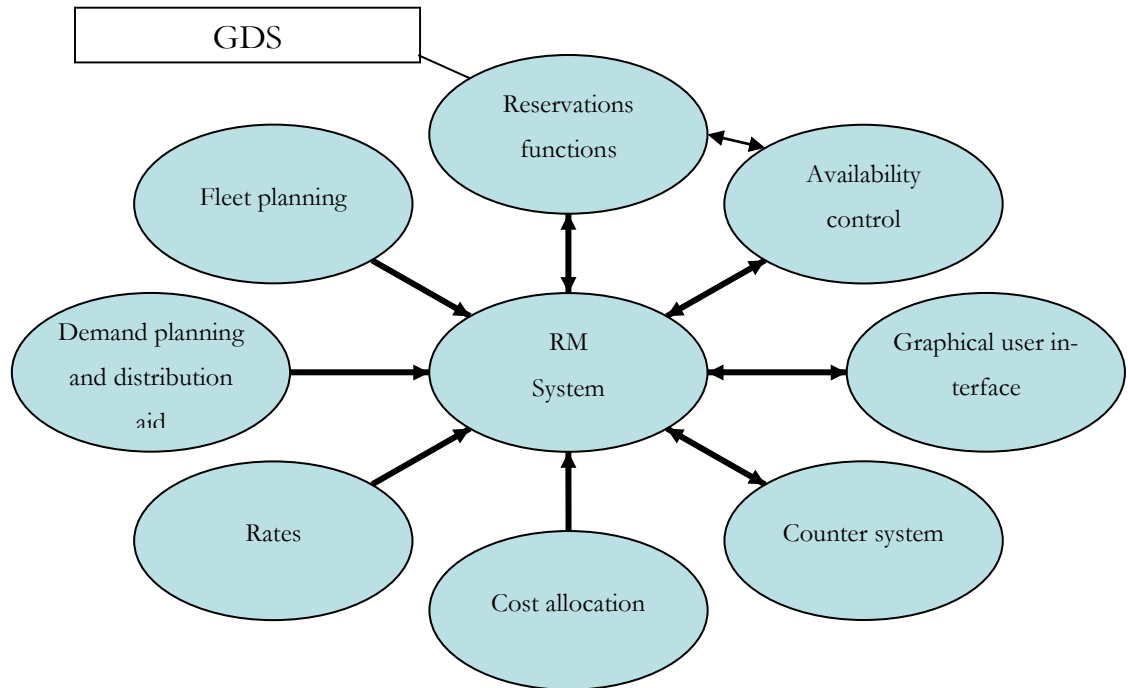 GDS
Reservations
functions
Fleet planning
Availability
control
Demand planning
and distribution
aid
RM
System
Graphical user in-
terface
Rates
Counter system
Cost allocation